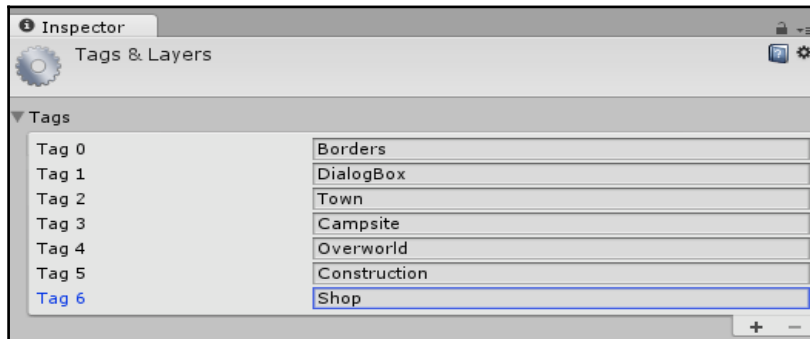 Inspector
Tags & Layers
Tags
Tag 0 Borders
Tag 1 DialogBox
Tag 2 Town
Tag 3 Campsite
Tag 4 Overworld
Tag 5 Construction
Tag 6 Shop
+ −